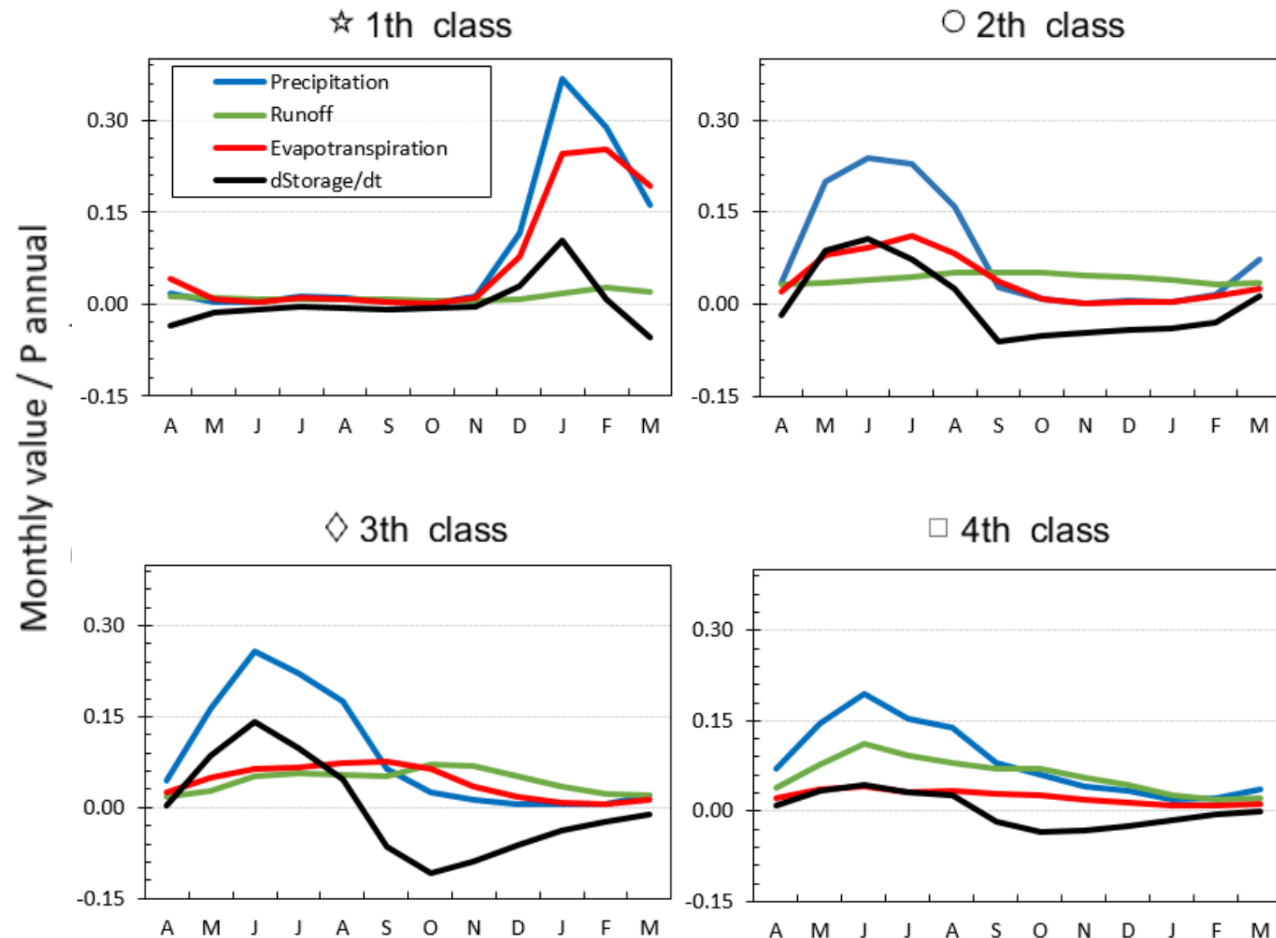 ☆ 1th class
○ 2th class
Precipitation
Runoff
Evapotranspiration
dStorage/dt
0.30
0.15
0.00
-0.15
A M J J A S O N D J F M
0.30
0.15
0.00
-0.15
A M J J A S O N D J F M
Monthly value / P annual
◇ 3th class
□ 4th class
0.30
0.15
0.00
-0.15
A M J J A S O N D J F M
0.30
0.15
0.00
-0.15
A M J J A S O N D J F M